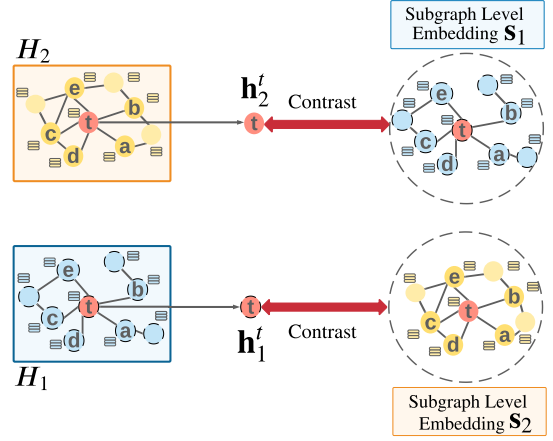 Subgraph Level
Embedding s₁
H₂
e
b
t
c
a
d
h₂ᵗ
t
Contrast
e
b
t
c
a
d
e
b
t
c
a
d
t
h₁ᵗ
Contrast
e
b
t
c
a
d
H₁
Subgraph Level
Embedding s₂